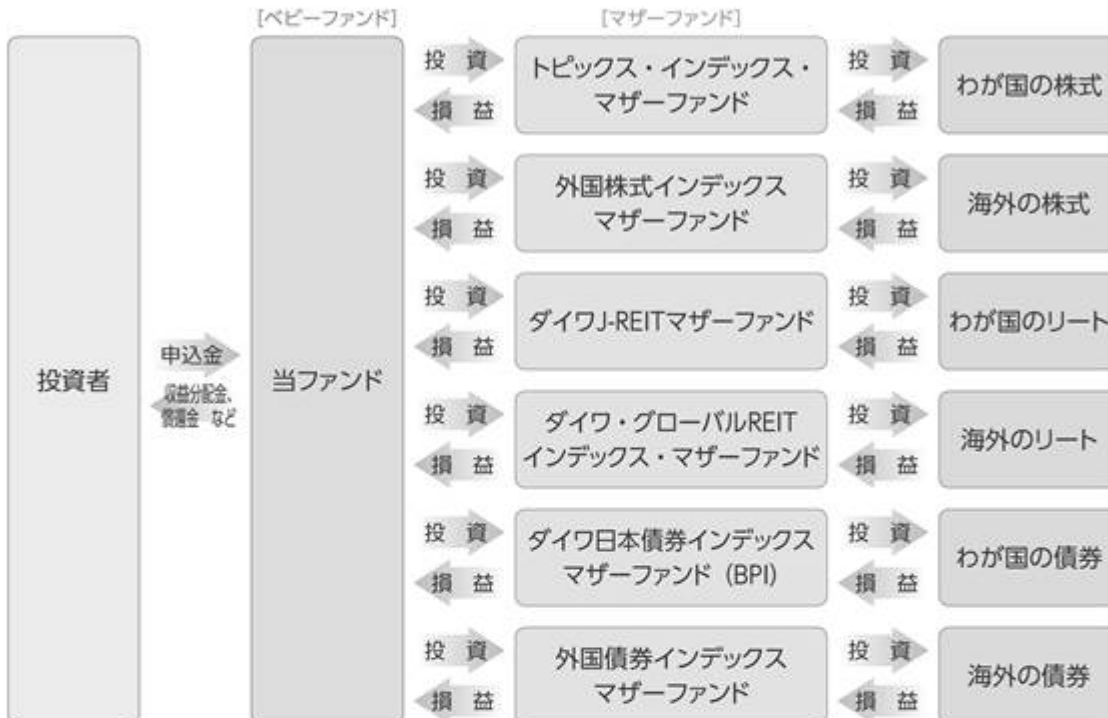 [ベビーファンド]
[マザーファンド]
投資者
申込金
収益分配金、
償還金 など
当ファンド
投 資
損 益
トピックス・インデックス・
マザーファンド
投 資
損 益
わが国の株式
投 資
損 益
外国株式インデックス
マザーファンド
投 資
損 益
海外の株式
投 資
損 益
ダイワJ-REITマザーファンド
投 資
損 益
わが国のリート
投 資
損 益
ダイワ・グローバルREIT
インデックス・マザーファンド
投 資
損 益
海外のリート
投 資
損 益
ダイワ日本債券インデックス
マザーファンド（BPI）
投 資
損 益
わが国の債券
投 資
損 益
外国債券インデックス
マザーファンド
投 資
損 益
海外の債券